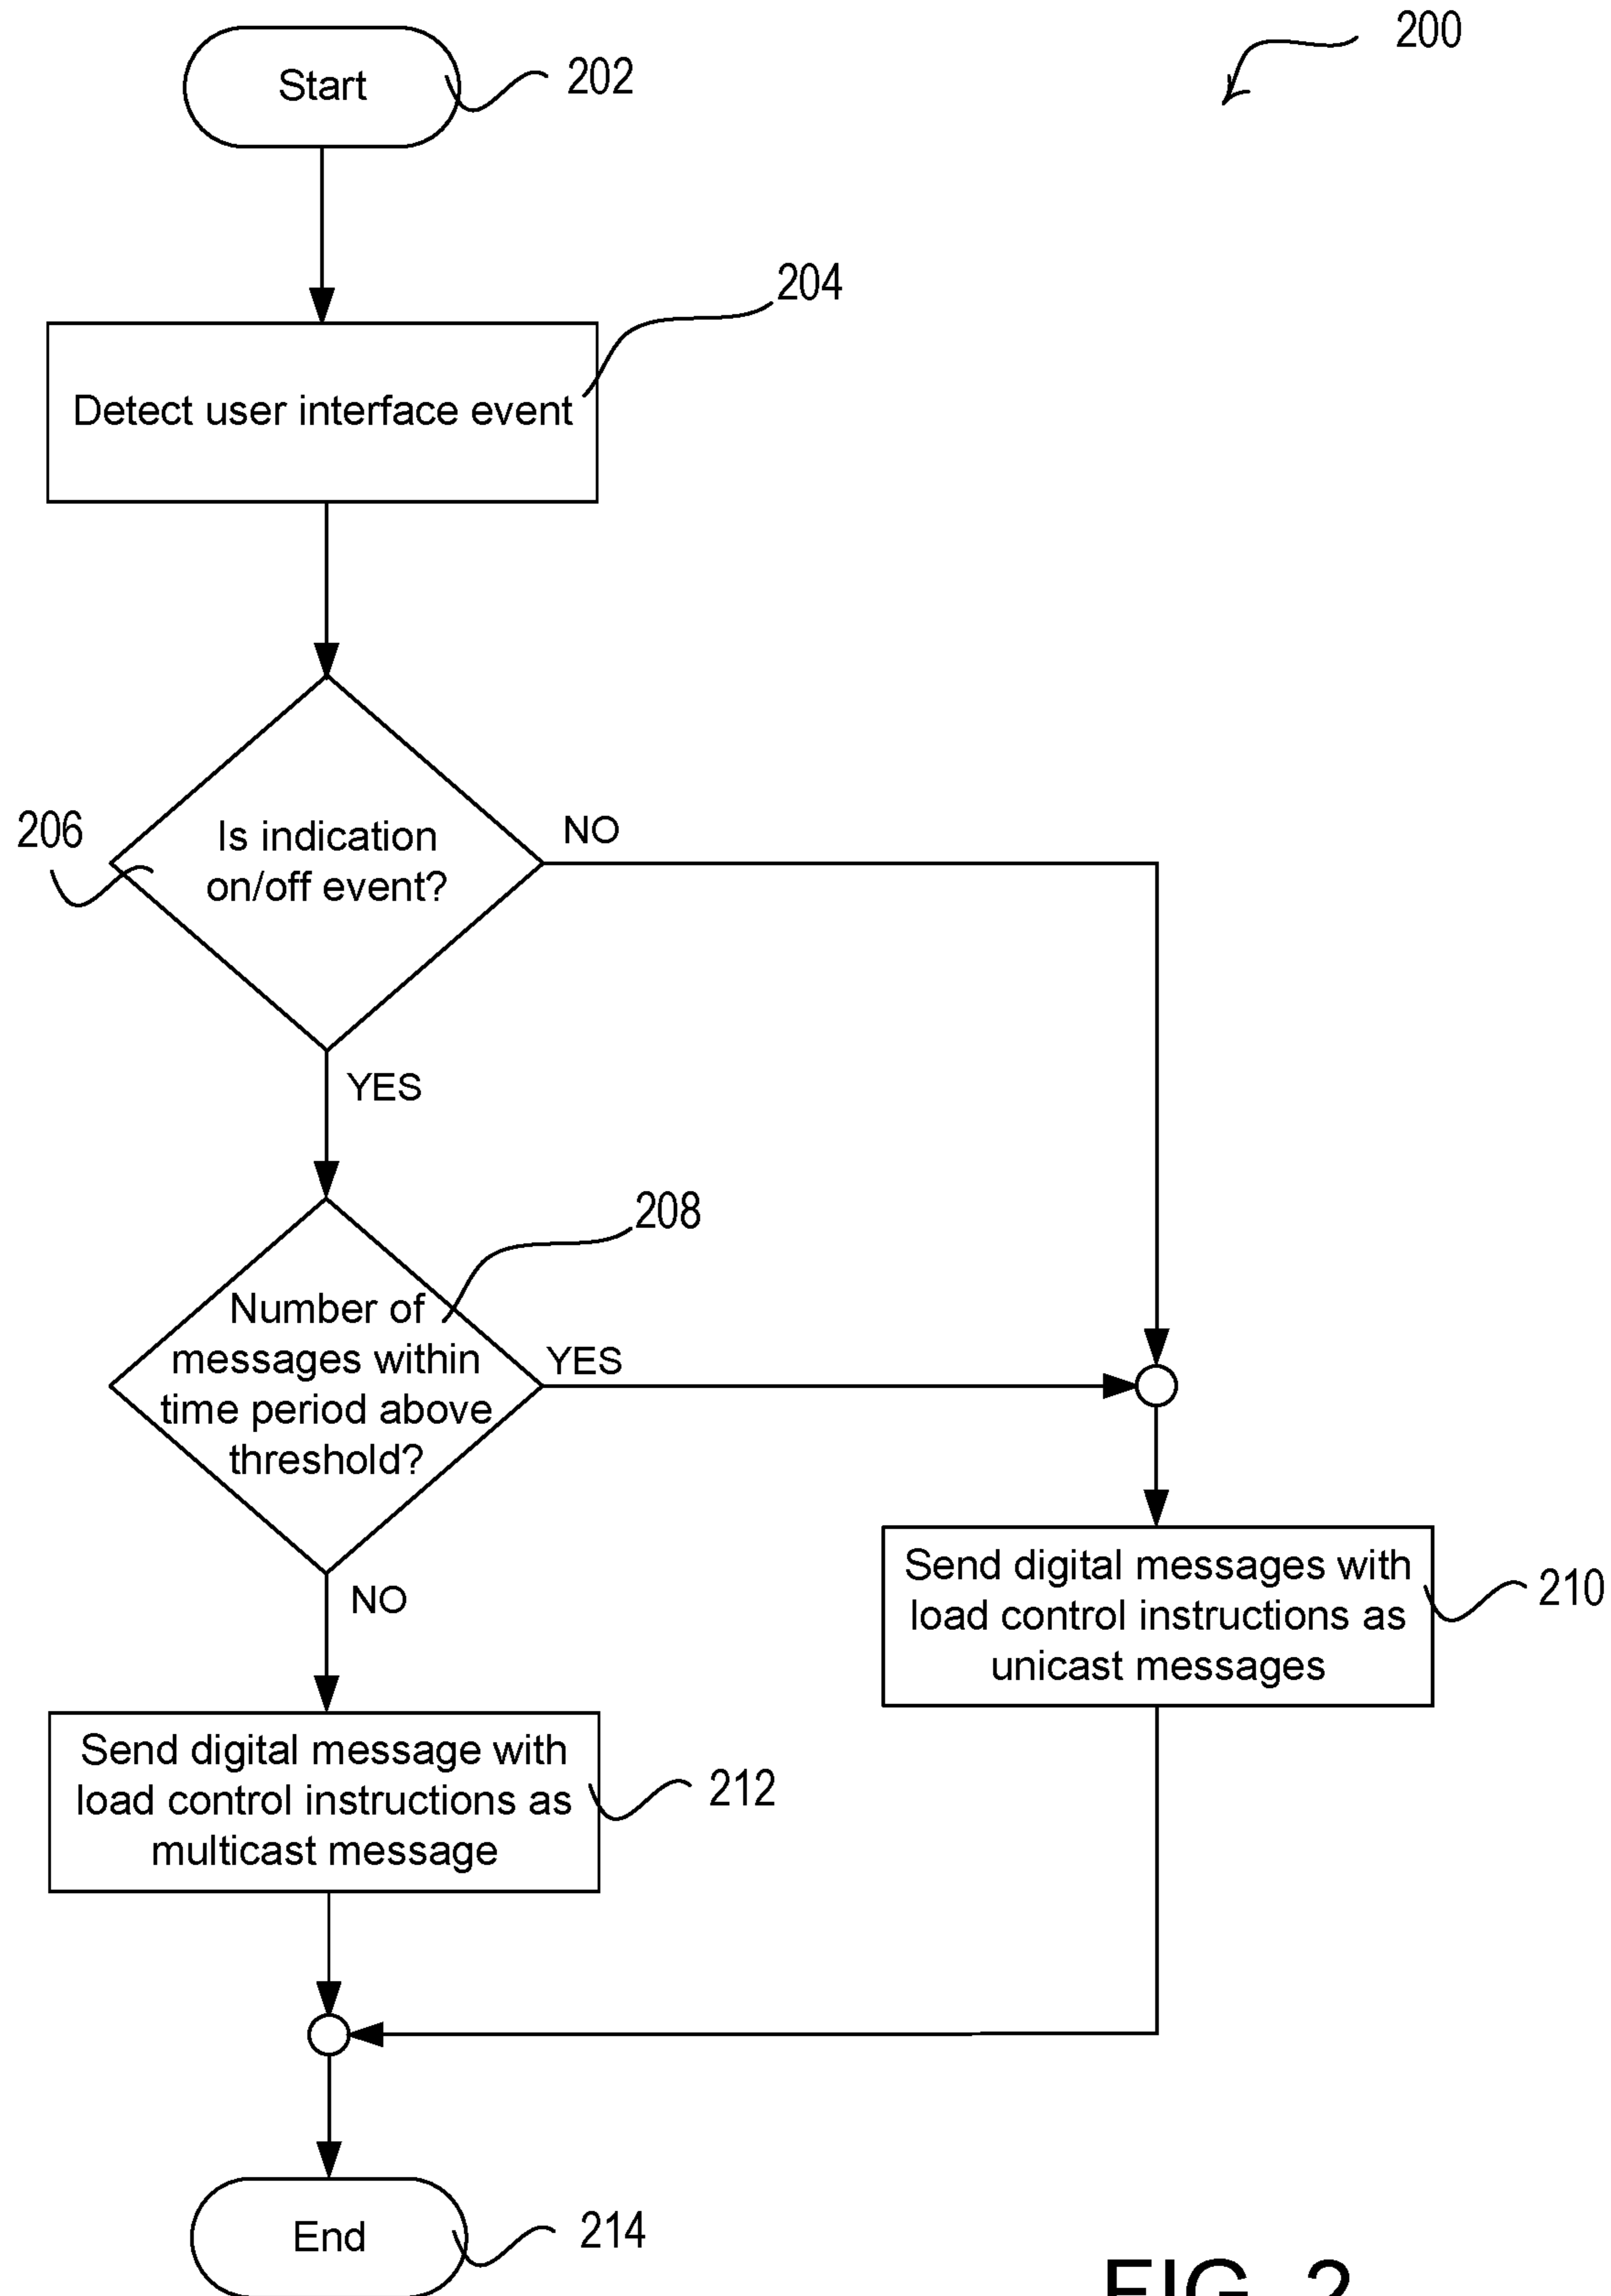 200
Start
202
204
Detect user interface event
206
Is indication
on/off event?
NO
YES
208
Number of
messages within
time period above
threshold?
YES
NO
Send digital messages with
load control instructions as
unicast messages
210
Send digital message with
load control instructions as
multicast message
212
End
214
FIG. 2